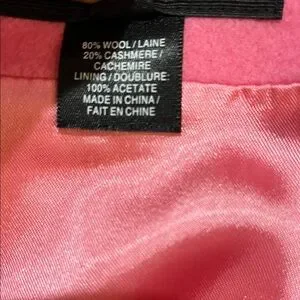 80% WOOL/LAINE
20% CASHMERE/
CACHEMIRE
LINING/DOUBLURE:
100% ACETATE
MADE IN CHINA/
FAIT EN CHINE